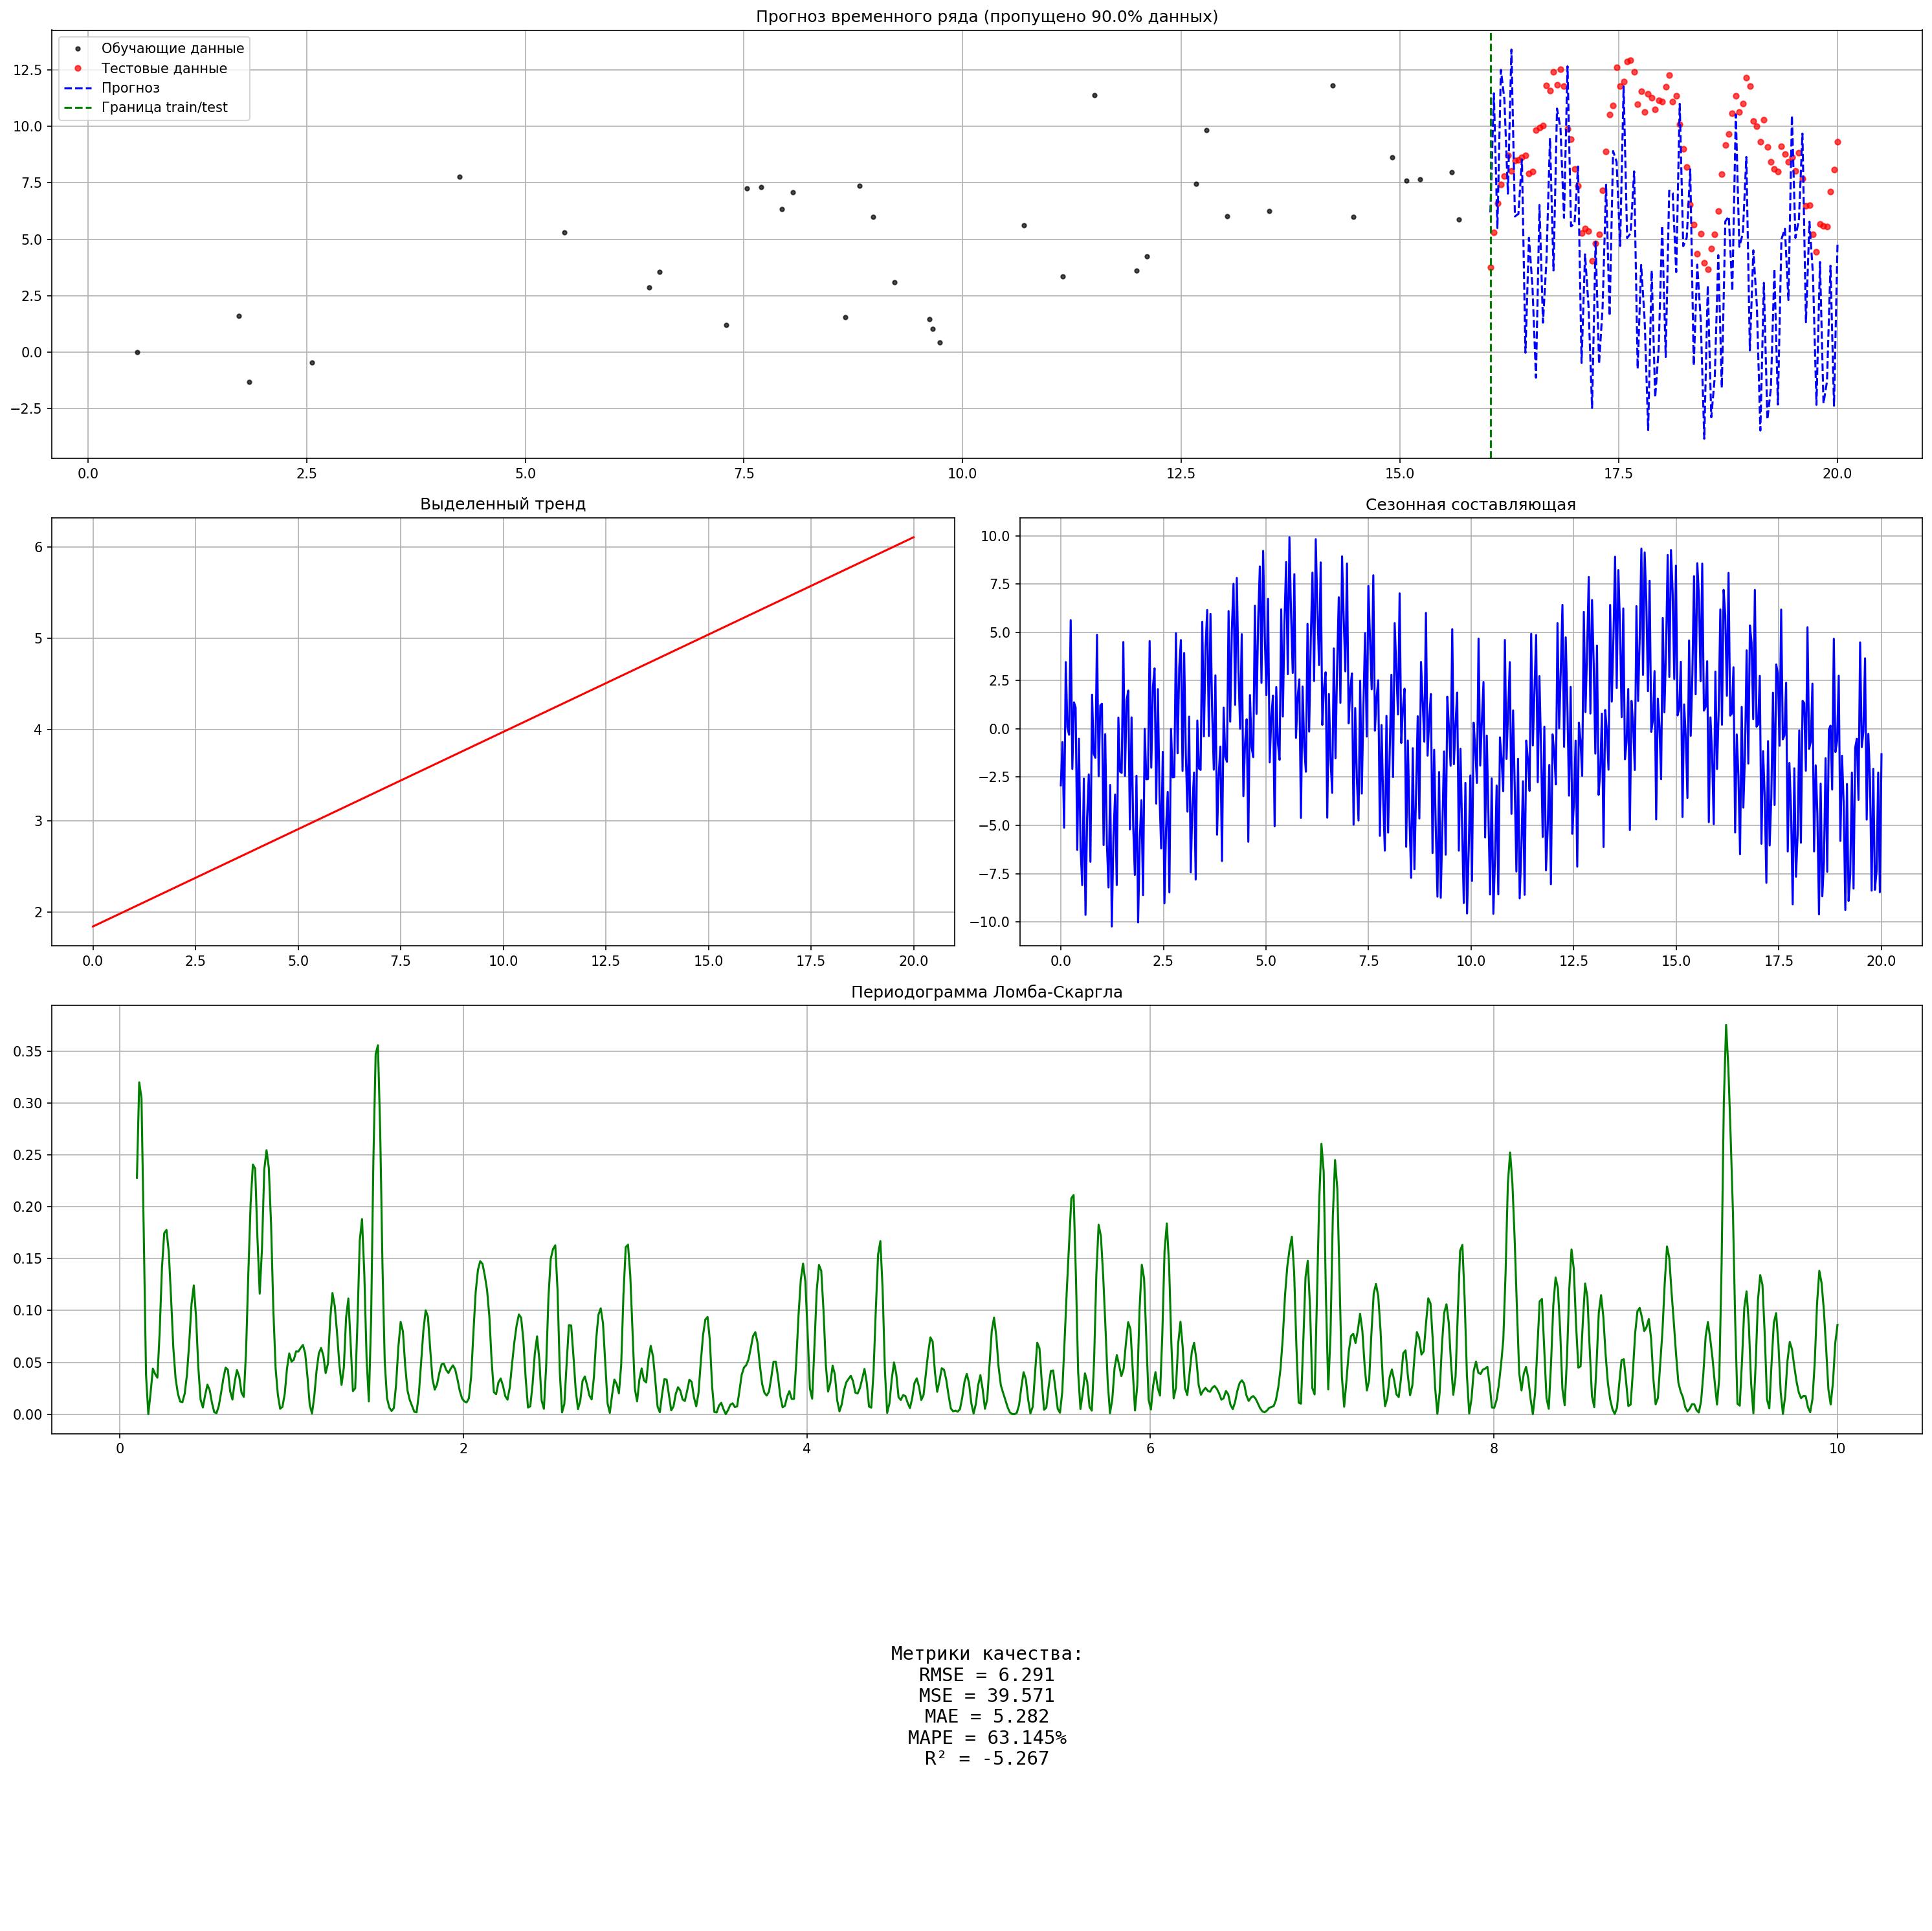 Прогноз временного ряда (пропущено 90.0% данных)
Обучающие данные
Тестовые данные
Прогноз
Граница train/test
12.5
10.0
7.5
5.0
2.5
0.0
−2.5
0.0 2.5 5.0 7.5 10.0 12.5 15.0 17.5 20.0
Выделенный тренд
6
5
4
3
2
0.0 2.5 5.0 7.5 10.0 12.5 15.0 17.5 20.0
Сезонная составляющая
10.0
7.5
5.0
2.5
0.0
−2.5
−5.0
−7.5
−10.0
0.0 2.5 5.0 7.5 10.0 12.5 15.0 17.5 20.0
Периодограмма Ломба-Скаргла
0.35
0.30
0.25
0.20
0.15
0.10
0.05
0.00
0 2 4 6 8 10
Метрики качества:
RMSE = 6.291
MSE = 39.571
MAE = 5.282
MAPE = 63.145%
R² = -5.267